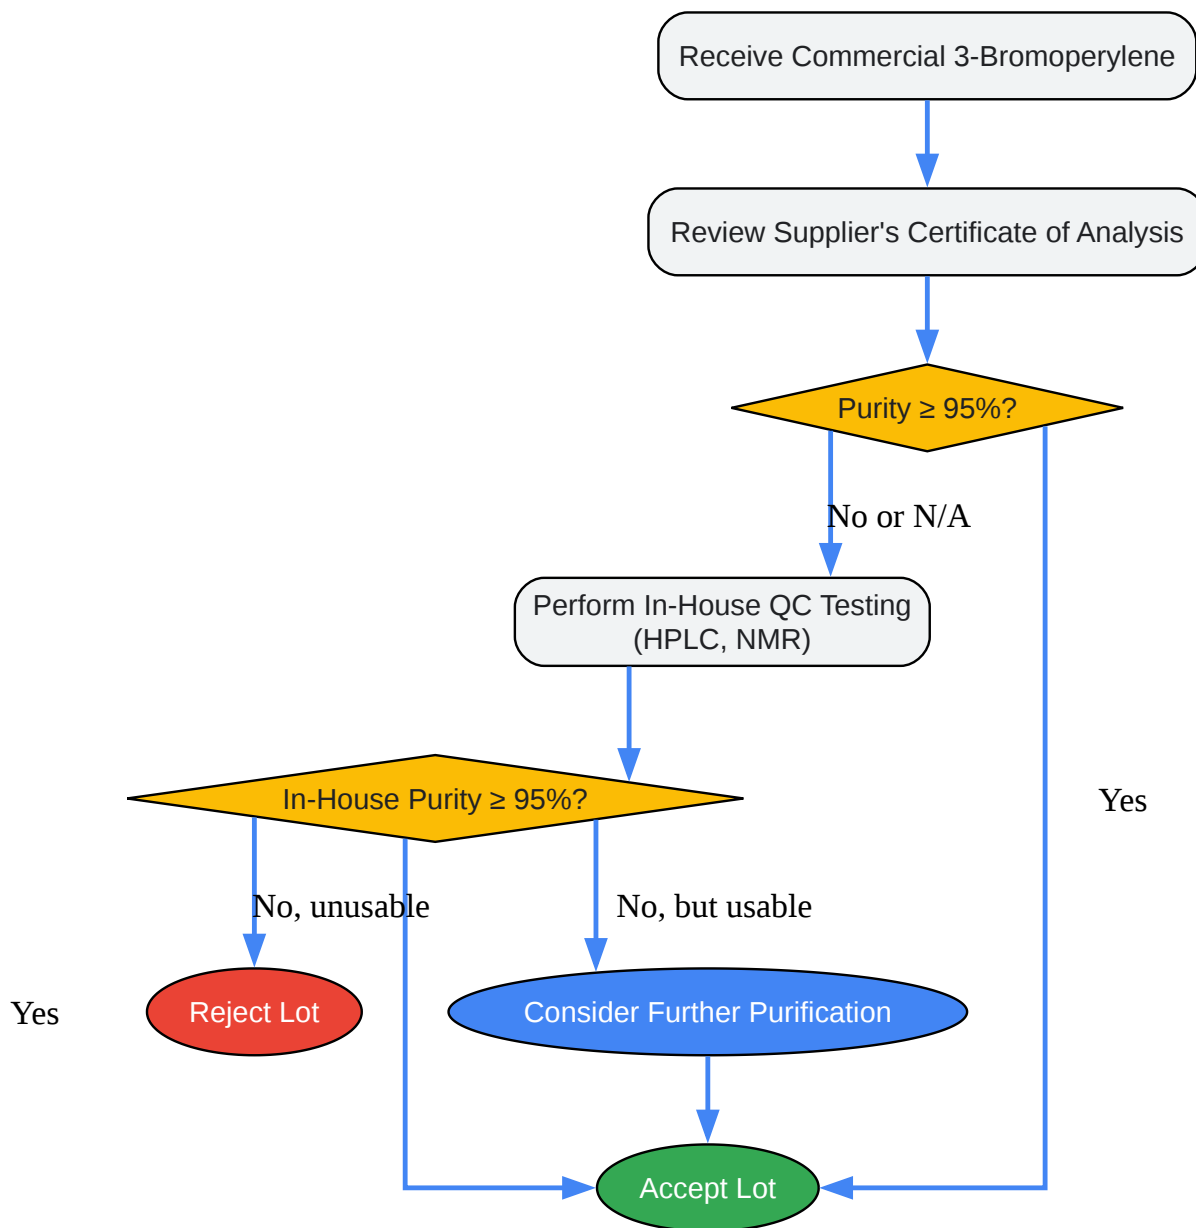 Receive Commercial 3-Bromoperylene
Review Supplier's Certificate of Analysis
Purity ≥ 95%?
No or N/A
Perform In-House QC Testing
(HPLC, NMR)
In-House Purity ≥ 95%?
Yes
No, unusable
No, but usable
Yes
Reject Lot
Consider Further Purification
Accept Lot